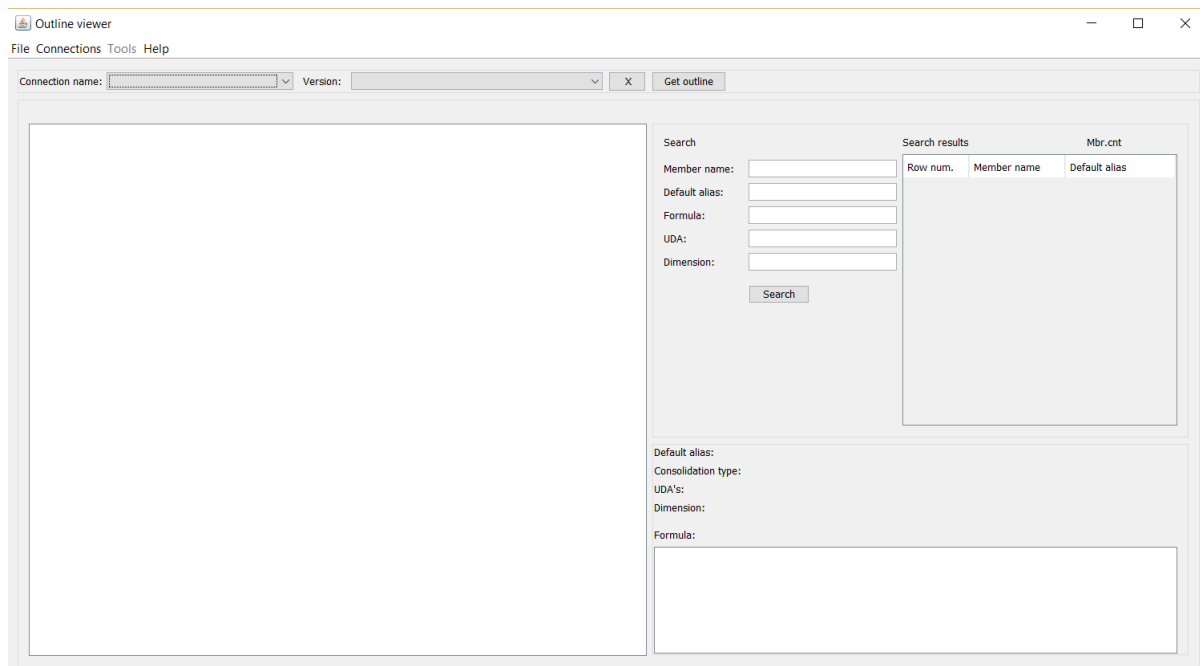 Outline viewer
File Connections Tools Help
Connection name: Version: X Get outline
Search
Member name:
Default alias:
Formula:
UDA:
Dimension:
Search
Search results Mbr.cnt
Row num. Member name Default alias
Default alias:
Consolidation type:
UDA's:
Dimension:
Formula: